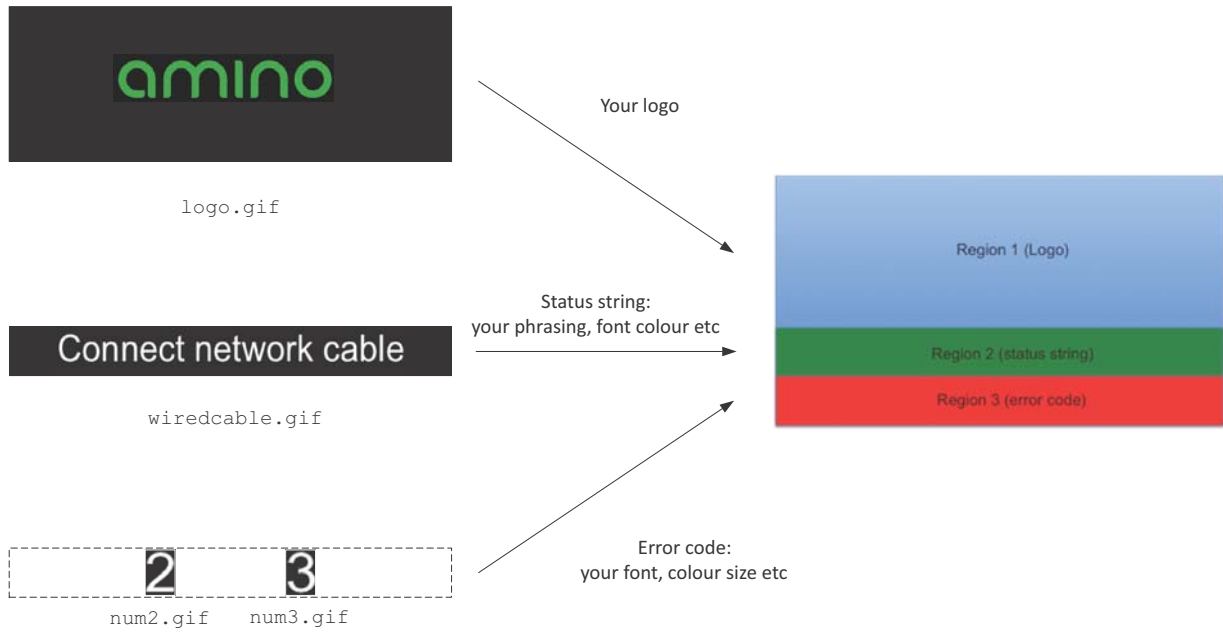 amino
Your logo
logo.gif
Region 1 (Logo)
Status string:
your phrasing, font colour etc
Connect network cable
Region 2 (status string)
Region 3 (error code)
wiredcable.gif
Error code:
your font, colour size etc
2 3
num2.gif num3.gif